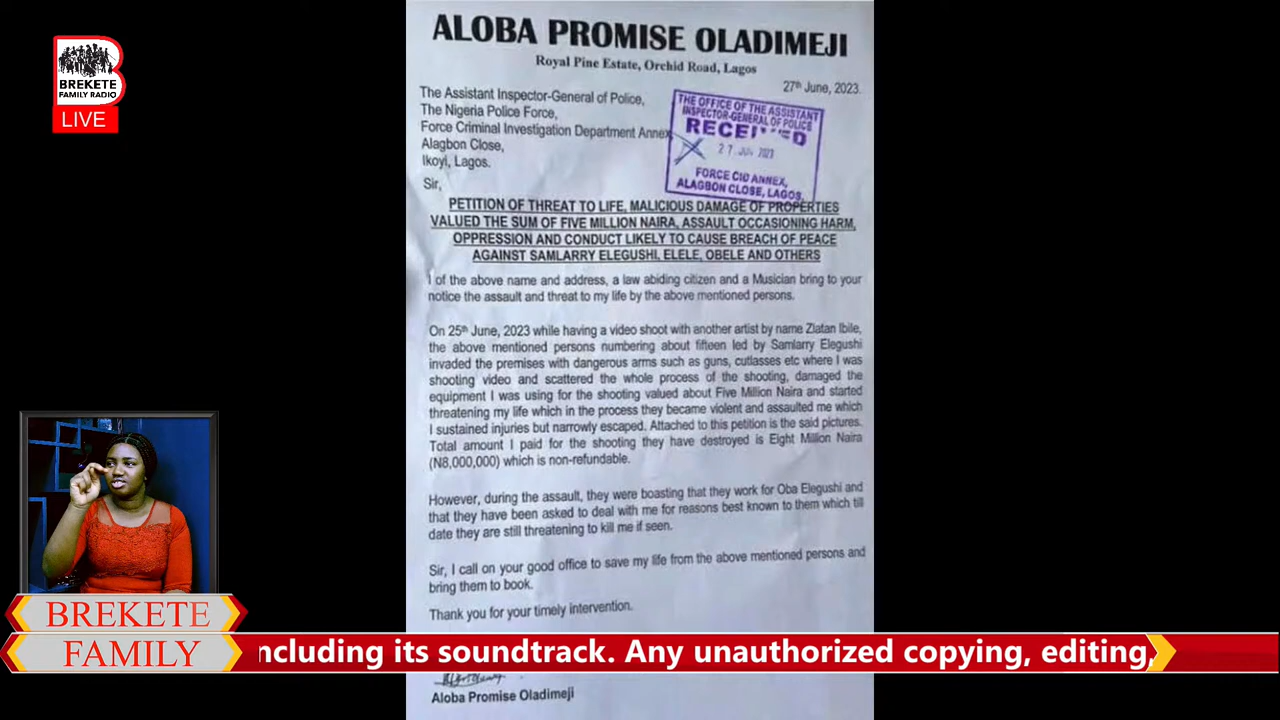 BREKETE
FAMILY RADIO
LIVE
ALOBA PROMISE OLADIMEJI
Royal Pine Estate, Orchid Road, Lagos
27th June, 2023.
The Assistant Inspector-General of Police,
The Nigeria Police Force,
Force Criminal Investigation Department Annex
Alagbon Close,
Ikoyi, Lagos.
THE OFFICE OF THE ASSISTANT
INSPECTOR-GENERAL OF POLICE
RECEIVED
27 JUN 2023
FORCE CID ANNEX,
ALAGBON CLOSE, LAGOS.
Sir,
PETITION OF THREAT TO LIFE, MALICIOUS DAMAGE OF PROPERTIES
VALUED THE SUM OF FIVE MILLION NAIRA, ASSAULT OCCASIONING HARM,
OPPRESSION AND CONDUCT LIKELY TO CAUSE BREACH OF PEACE
AGAINST SAMLARRY ELEGUSHI, ELELE, OBELE AND OTHERS
I of the above name and address, a law abiding citizen and a Musician bring to your
notice the assault and threat to my life by the above mentioned persons.
On 25th June, 2023 while having a video shoot with another artist by name Zlatan Ibile,
the above mentioned persons numbering about fifteen led by Samlarry Elegushi
invaded the premises with dangerous arms such as guns, cutlasses etc where I was
shooting video and scattered the whole process of the shooting, damaged the
equipment I was using for the shooting valued about Five Million Naira and started
threatening my life which in the process they became violent and assaulted me which
I sustained injuries but narrowly escaped. Attached to this petition is the said pictures.
Total amount I paid for the shooting they have destroyed is Eight Million Naira
(N8,000,000) which is non-refundable.
However, during the assault, they were boasting that they work for Oba Elegushi and
that they have been asked to deal with me for reasons best known to them which till
date they are still threatening to kill me if seen.
Sir, I call on your good office to save my life from the above mentioned persons and
bring them to book.
Thank you for your timely intervention.
BREKETE
FAMILY
ncluding its soundtrack. Any unauthorized copying, editing,
Aloba Promise Oladimeji